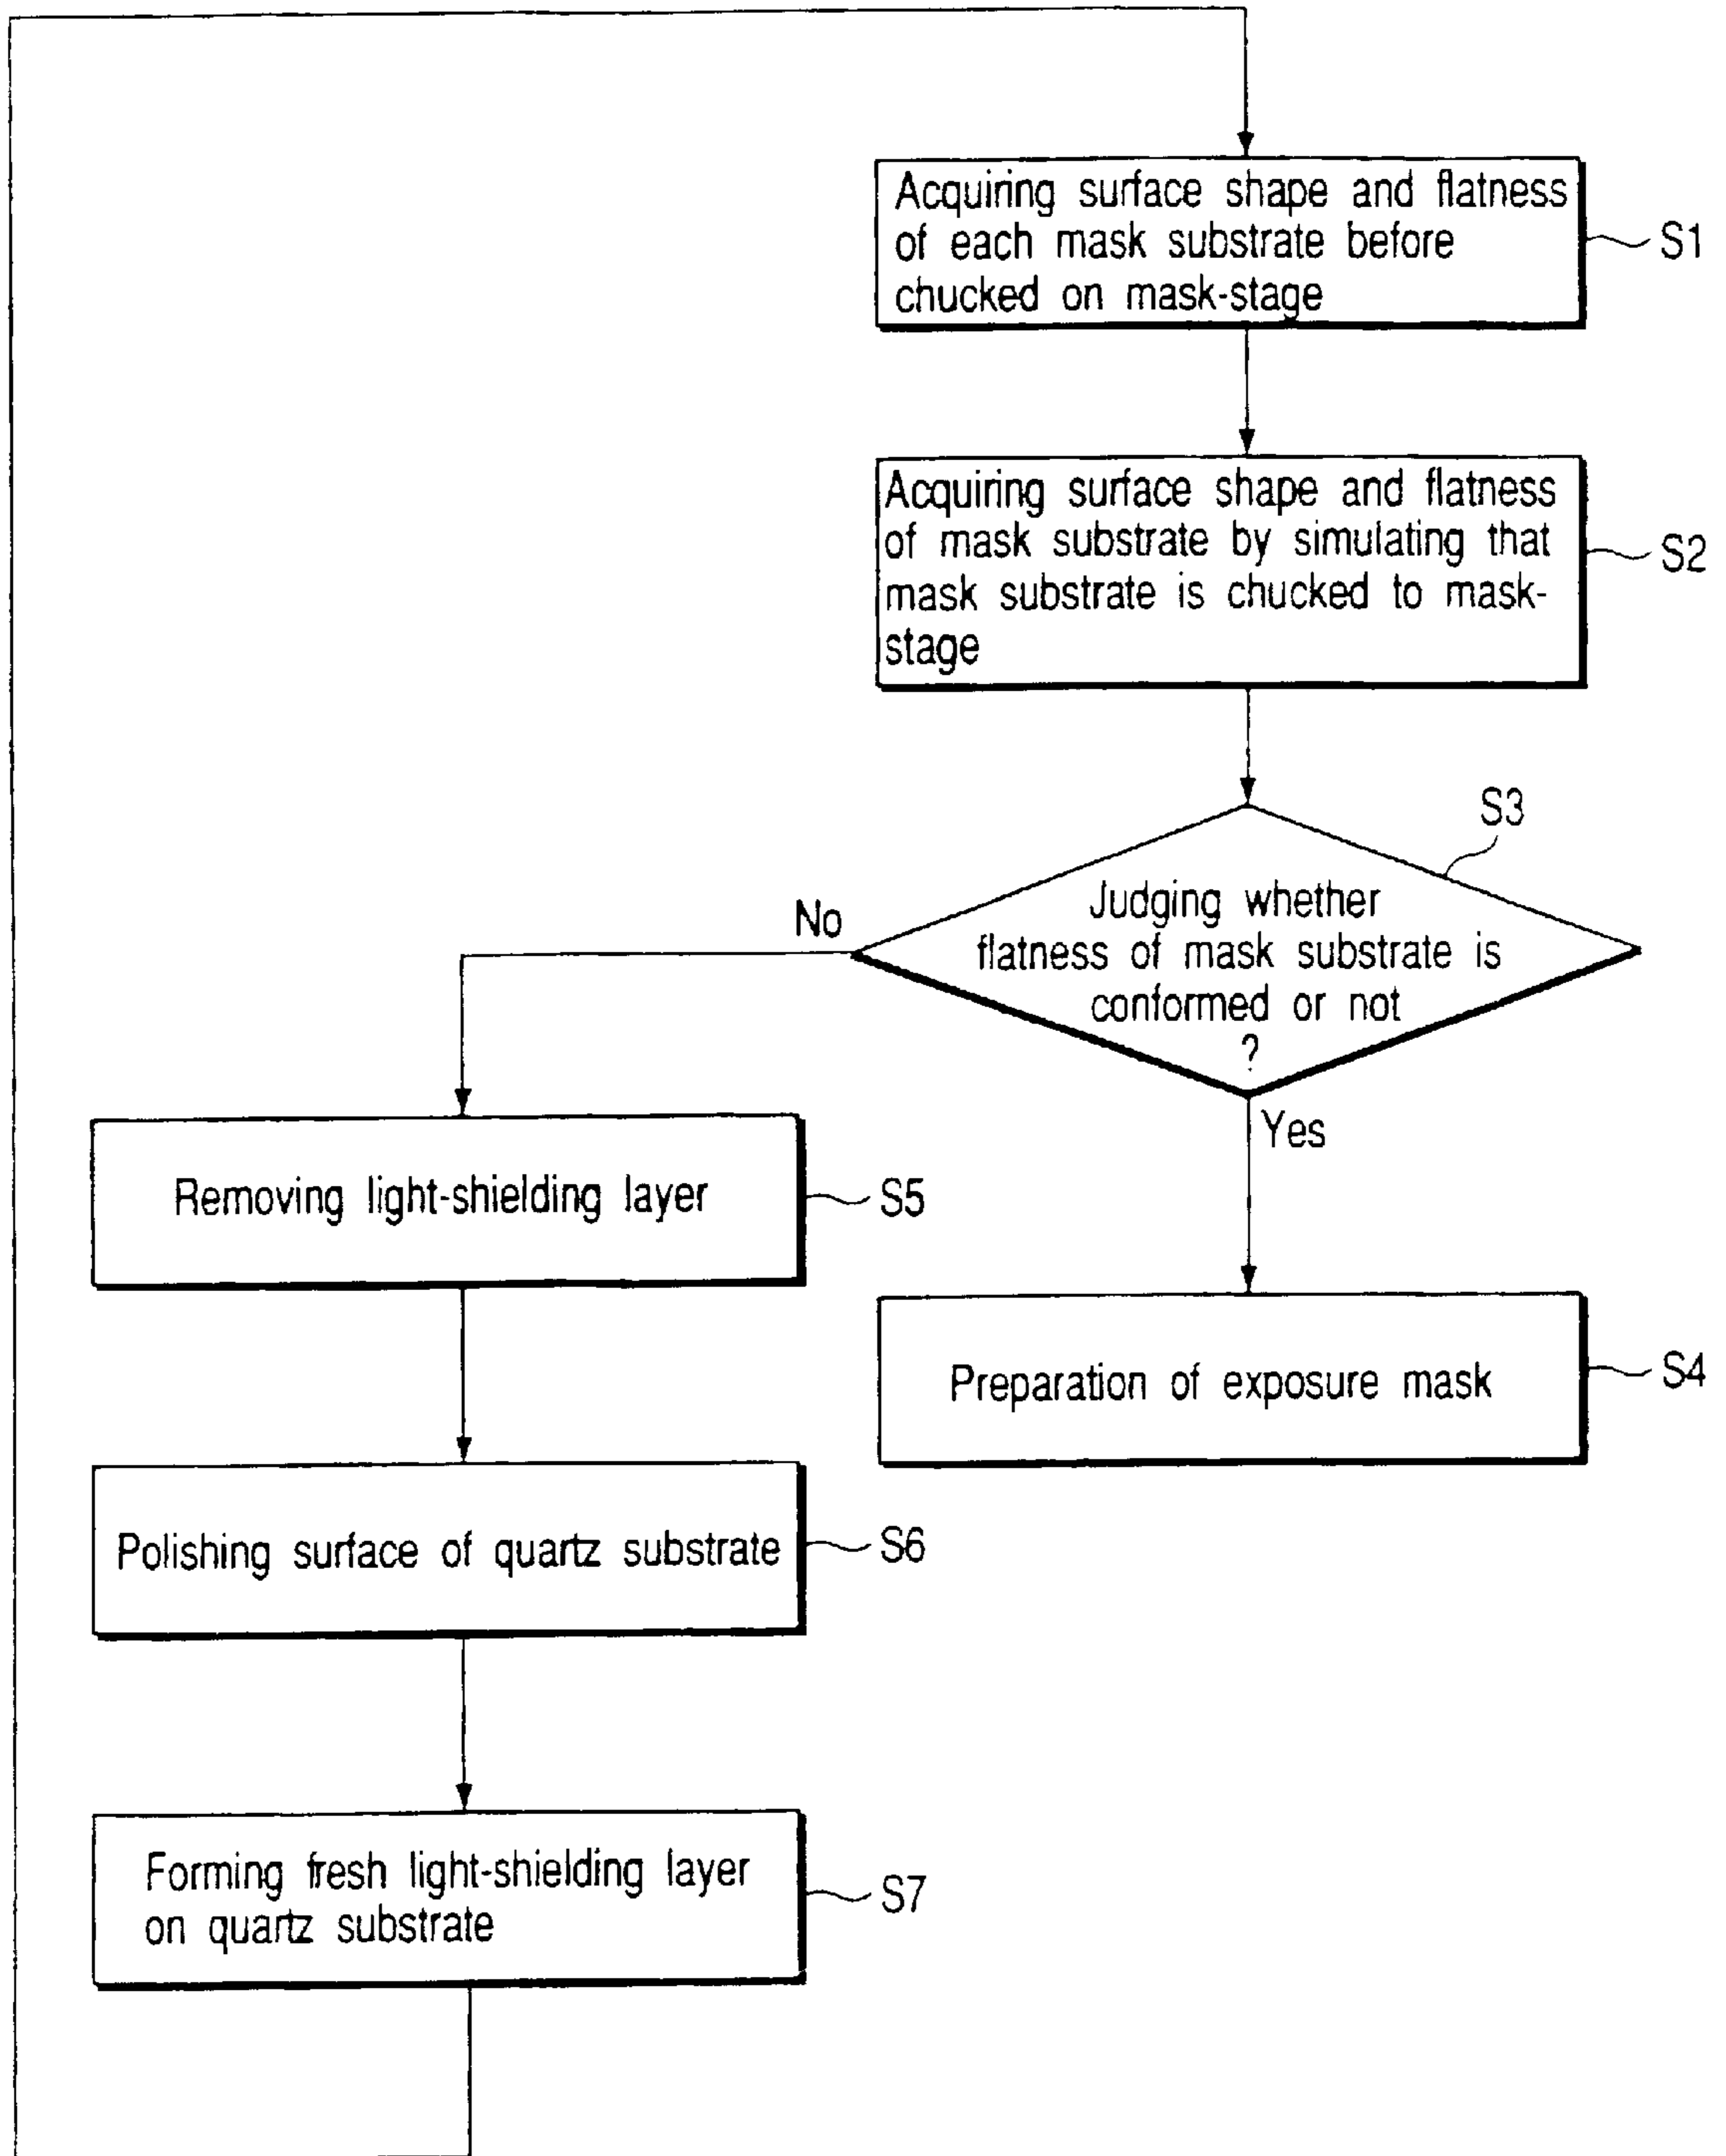 Acquiring surface shape and flatness
of each mask substrate before
chucked on mask-stage
S1
Acquiring surface shape and flatness
of mask substrate by simulating that
mask substrate is chucked to mask-
stage
S2
S3
Judging whether
flatness of mask substrate is
conformed or not
?
No
Yes
Removing light-shielding layer
S5
Preparation of exposure mask
S4
Polishing surface of quartz substrate
S6
Forming fresh light-shielding layer
on quartz substrate
S7